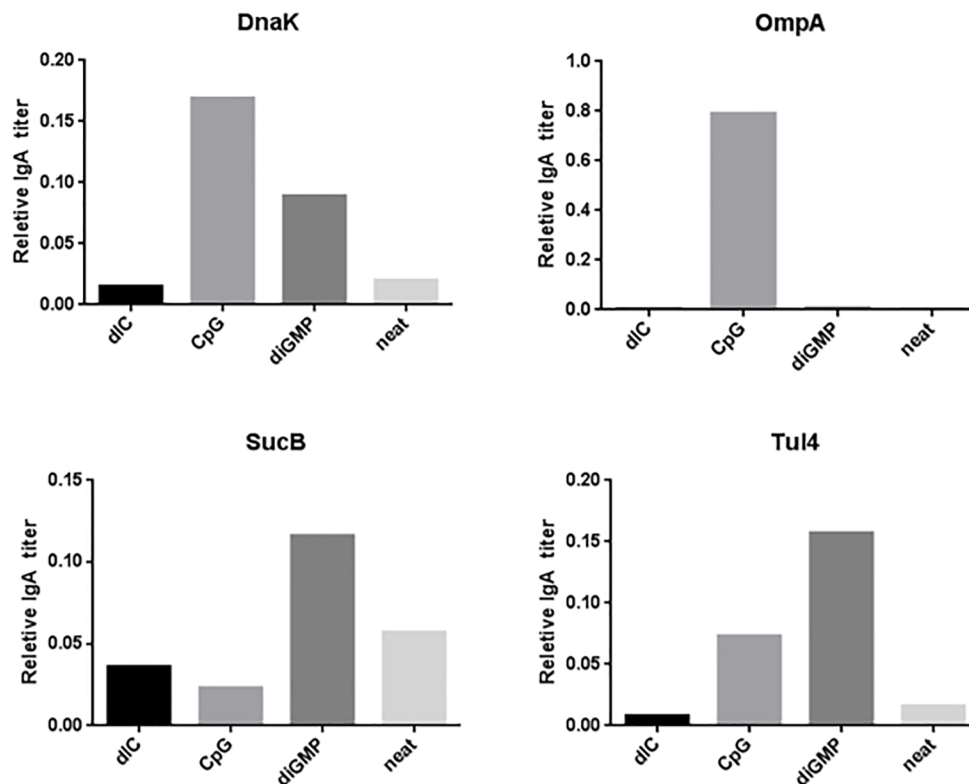 DnaK
Reletive IgA titer
0.20
0.15
0.10
0.05
0.00
dIC
CpG
diGMP
neat
OmpA
Reletive IgA titer
1.0
0.8
0.6
0.4
0.2
0.0
dIC
CpG
diGMP
neat
SucB
Reletive IgA titer
0.15
0.10
0.05
0.00
dIC
CpG
diGMP
neat
Tul4
Reletive IgA titer
0.20
0.15
0.10
0.05
0.00
dIC
CpG
diGMP
neat